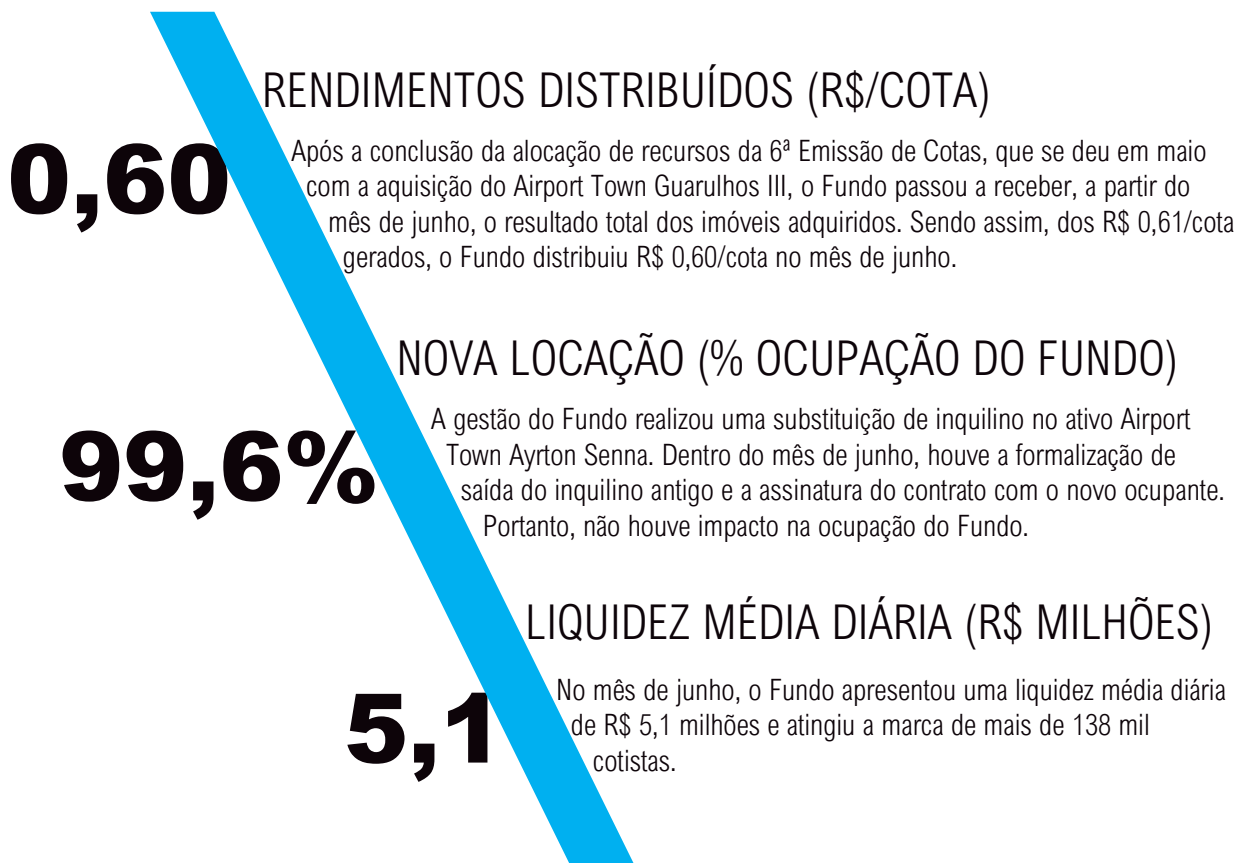 RENDIMENTOS DISTRIBUÍDOS (R$/COTA)
0,60
Após a conclusão da alocação de recursos da 6ª Emissão de Cotas, que se deu em maio
com a aquisição do Airport Town Guarulhos III, o Fundo passou a receber, a partir do
mês de junho, o resultado total dos imóveis adquiridos. Sendo assim, dos R$ 0,61/cota
gerados, o Fundo distribuiu R$ 0,60/cota no mês de junho.
NOVA LOCAÇÃO (% OCUPAÇÃO DO FUNDO)
99,6%
A gestão do Fundo realizou uma substituição de inquilino no ativo Airport
Town Ayrton Senna. Dentro do mês de junho, houve a formalização de
saída do inquilino antigo e a assinatura do contrato com o novo ocupante.
Portanto, não houve impacto na ocupação do Fundo.
LIQUIDEZ MÉDIA DIÁRIA (R$ MILHÕES)
5,1
No mês de junho, o Fundo apresentou uma liquidez média diária
de R$ 5,1 milhões e atingiu a marca de mais de 138 mil
cotistas.